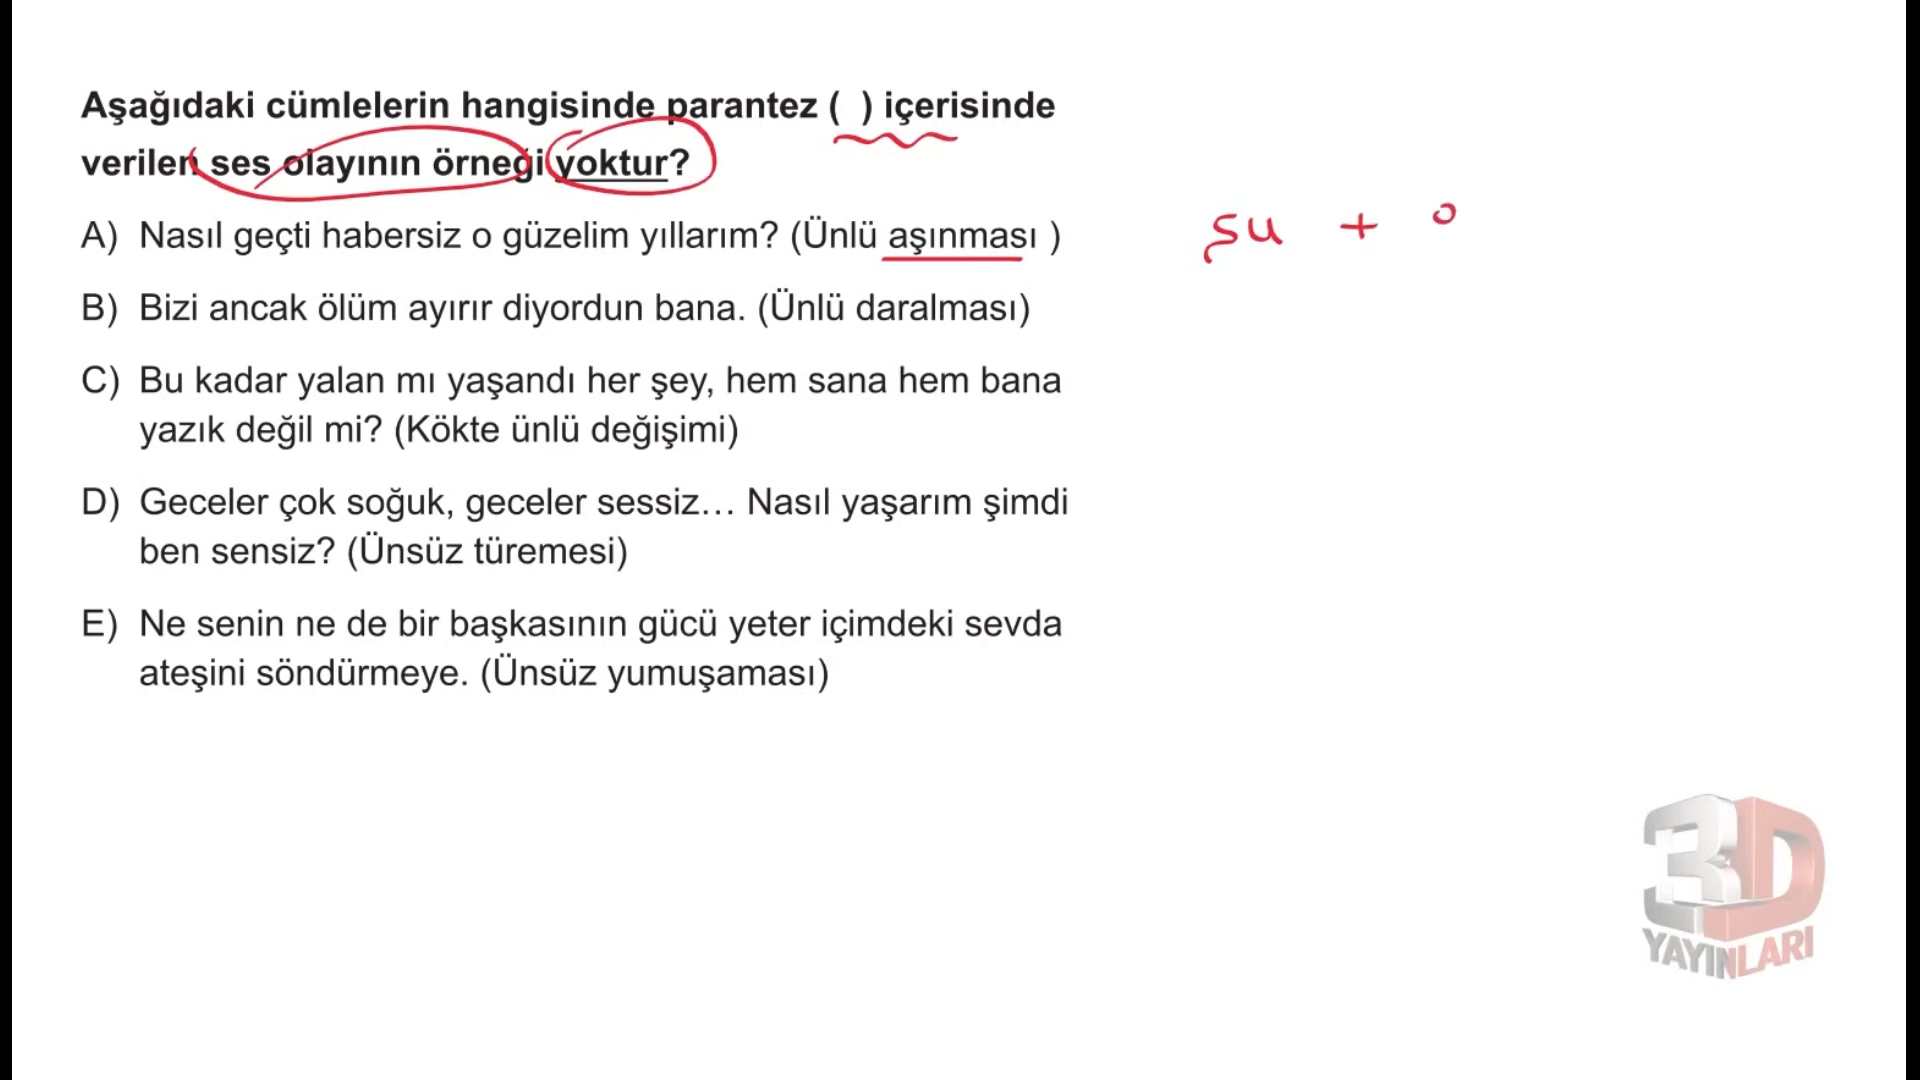 Aşağıdaki cümlelerin hangisinde parantez ( ) içerisinde
verilen ses olayının örneği yoktur?
A) Nasıl geçti habersiz o güzelim yıllarım? (Ünlü aşınması )
şu + o
B) Bizi ancak ölüm ayırır diyordun bana. (Ünlü daralması)
C) Bu kadar yalan mı yaşandı her şey, hem sana hem bana
yazık değil mi? (Kökte ünlü değişimi)
D) Geceler çok soğuk, geceler sessiz… Nasıl yaşarım şimdi
ben sensiz? (Ünsüz türemesi)
E) Ne senin ne de bir başkasının gücü yeter içimdeki sevda
ateşini söndürmeye. (Ünsüz yumuşaması)
3D
YAYINLARI